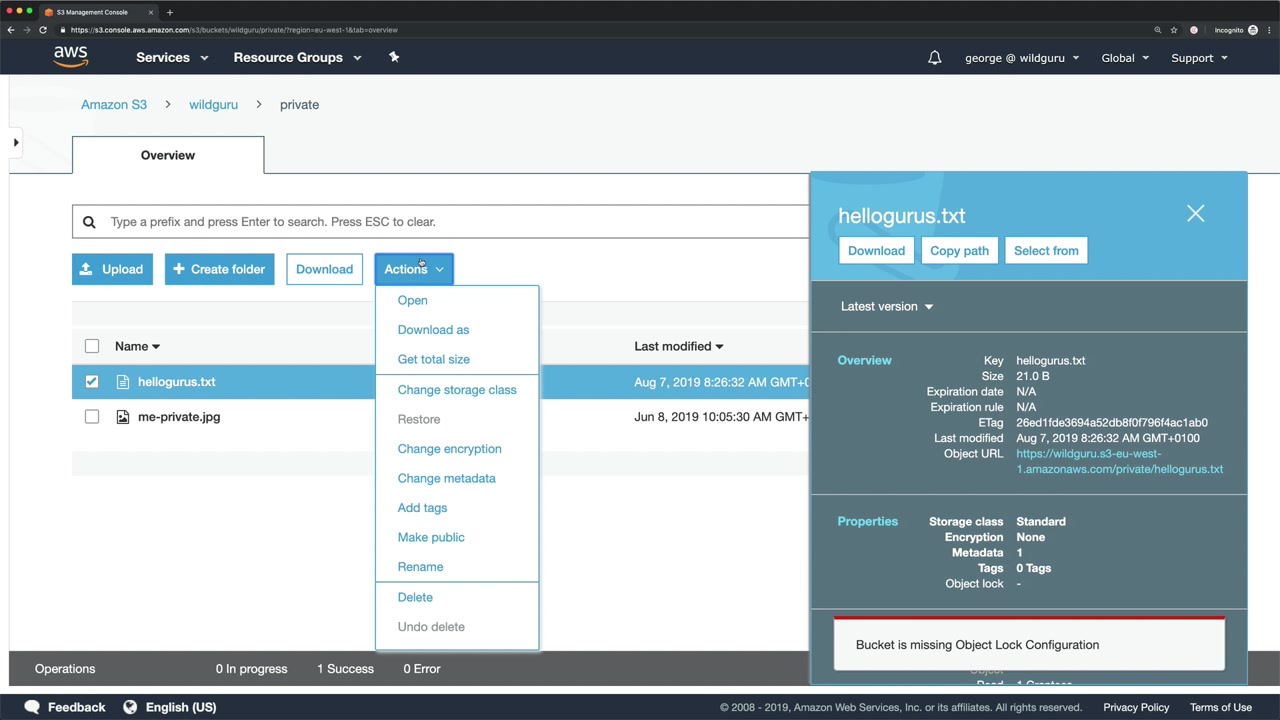 S3 Management Console
https://s3.console.aws.amazon.com/s3/buckets/wildguru/private/?region=eu-west-1&tab=overview
Incognito
aws
Services
Resource Groups
george @ wildguru
Global
Support
Amazon S3 > wildguru > private
Overview
Type a prefix and press Enter to search. Press ESC to clear.
Upload
+ Create folder
Download
Actions
Open
Download as
Get total size
Change storage class
Restore
Change encryption
Change metadata
Add tags
Make public
Rename
Delete
Undo delete
Name
Last modified
hellogurus.txt
Aug 7, 2019 8:26:32 AM GMT+0
me-private.jpg
Jun 8, 2019 10:05:30 AM GMT+
hellogurus.txt
Download
Copy path
Select from
Latest version
Overview
Key hellogurus.txt
Size 21.0 B
Expiration date N/A
Expiration rule N/A
ETag 26ed1fde3694a52db8f0f796f4ac1ab0
Last modified Aug 7, 2019 8:26:32 AM GMT+0100
Object URL https://wildguru.s3-eu-west-
1.amazonaws.com/private/hellogurus.txt
Properties
Storage class Standard
Encryption None
Metadata 1
Tags 0 Tags
Object lock -
Bucket is missing Object Lock Configuration
Object
Read 1 Grantees
Operations
0 In progress
1 Success
0 Error
Feedback
English (US)
© 2008 - 2019, Amazon Web Services, Inc. or its affiliates. All rights reserved.
Privacy Policy
Terms of Use